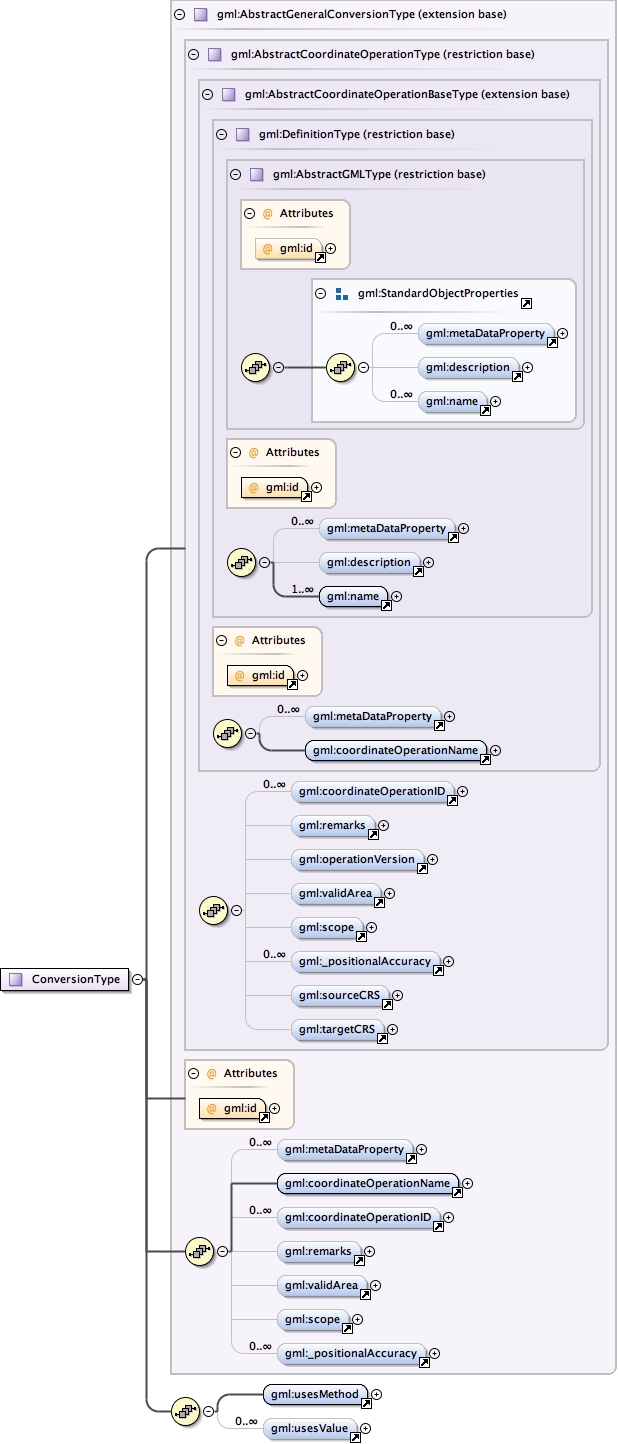 gml:AbstractGeneralConversionType (extension base)
gml:AbstractCoordinateOperationType (restriction base)
gml:AbstractCoordinateOperationBaseType (extension base)
gml:DefinitionType (restriction base)
gml:AbstractGMLType (restriction base)
@ Attributes
@ gml:id
gml:StandardObjectProperties
0..∞
gml:metaDataProperty
gml:description
0..∞
gml:name
@ Attributes
@ gml:id
0..∞
gml:metaDataProperty
gml:description
1..∞
gml:name
@ Attributes
@ gml:id
0..∞
gml:metaDataProperty
gml:coordinateOperationName
0..∞
gml:coordinateOperationID
gml:remarks
gml:operationVersion
gml:validArea
gml:scope
0..∞
gml:_positionalAccuracy
ConversionType
gml:sourceCRS
gml:targetCRS
@ Attributes
@ gml:id
0..∞
gml:metaDataProperty
gml:coordinateOperationName
0..∞
gml:coordinateOperationID
gml:remarks
gml:validArea
gml:scope
0..∞
gml:_positionalAccuracy
gml:usesMethod
0..∞
gml:usesValue